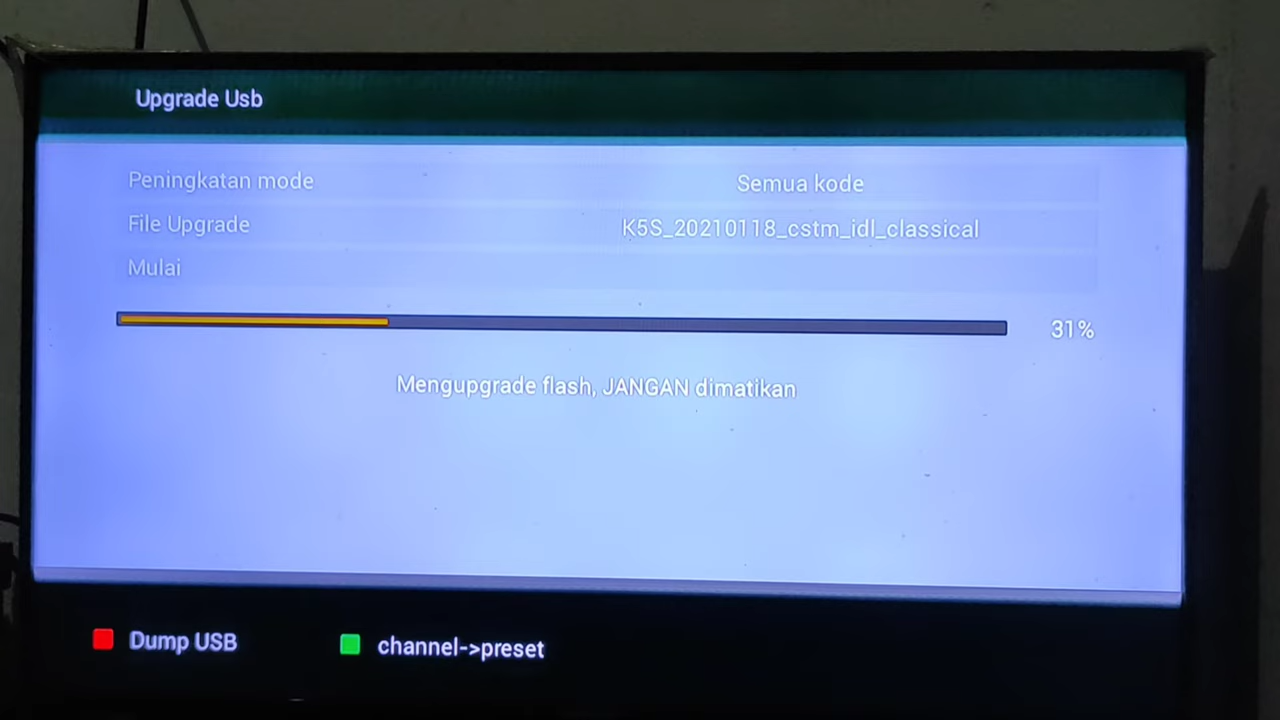 Upgrade Usb
Peningkatan mode Semua kode
File Upgrade K5S_20210118_cstm_idl_classical
Mulai
31%
Mengupgrade flash, JANGAN dimatikan
Dump USB channel->preset